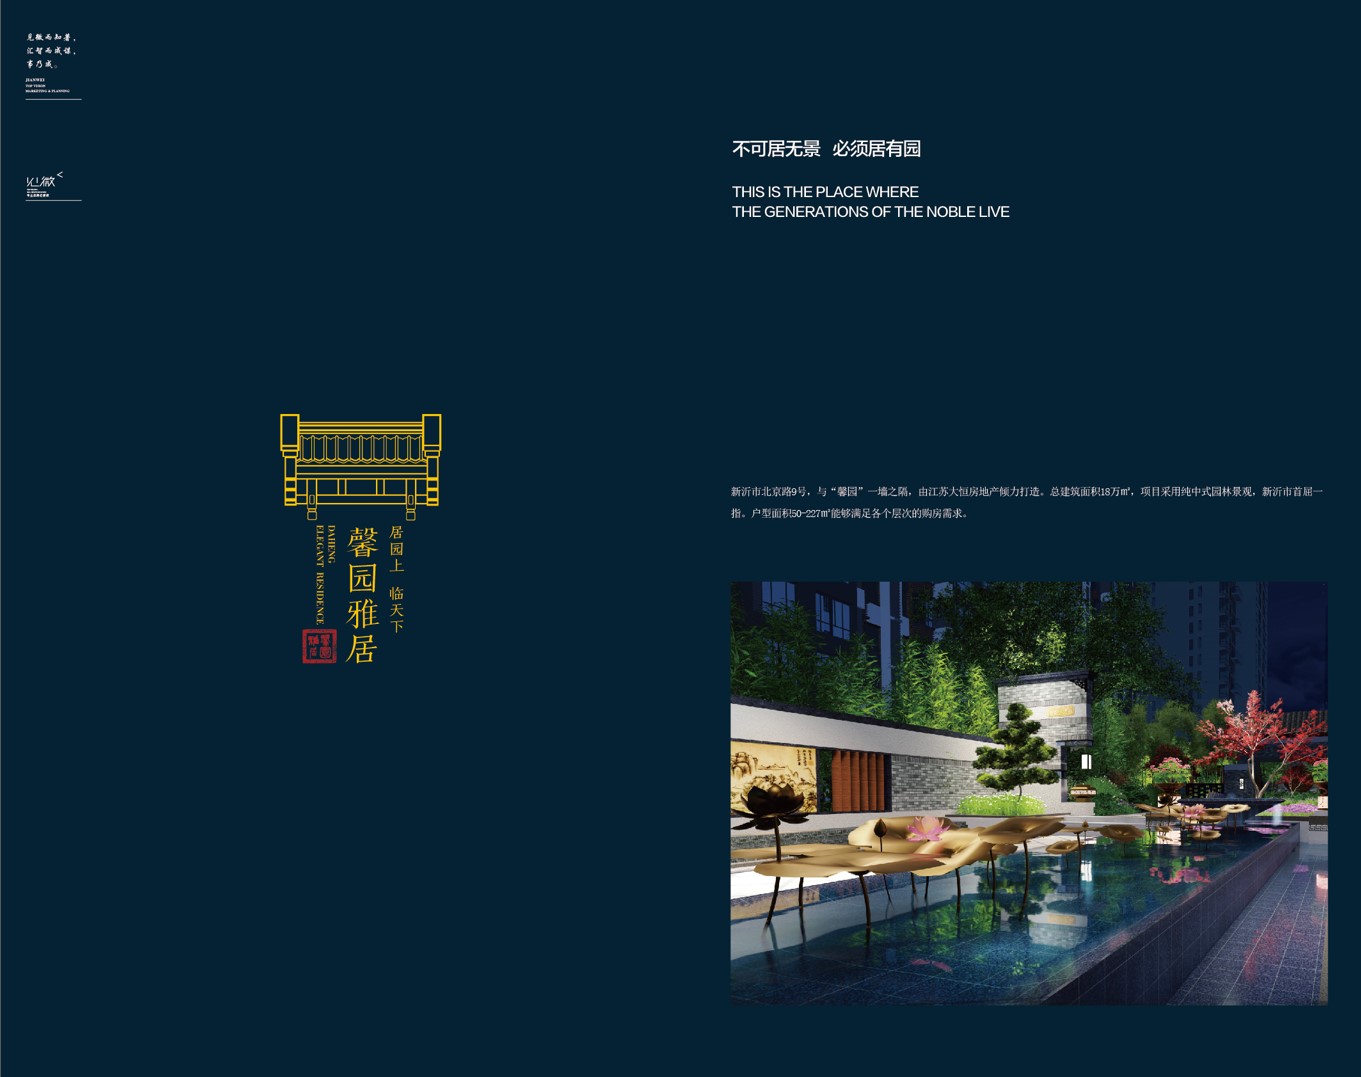 见微而知著，
汇智而成谋，
事乃成。
JIANWEI
TOP VISION
MARKETING & PLANNING
见微
不可居无景 必须居有园
THIS IS THE PLACE WHERE
THE GENERATIONS OF THE NOBLE LIVE
居园上 临天下
馨园雅居
DAHENG
ELEGANT RESIDENCE
馨园雅居
新沂市北京路9号，与“馨园”一墙之隔，由江苏大恒房地产倾力打造。总建筑面积18万㎡，项目采用纯中式园林景观，新沂市首屈一
指。户型面积50-227㎡能够满足各个层次的购房需求。